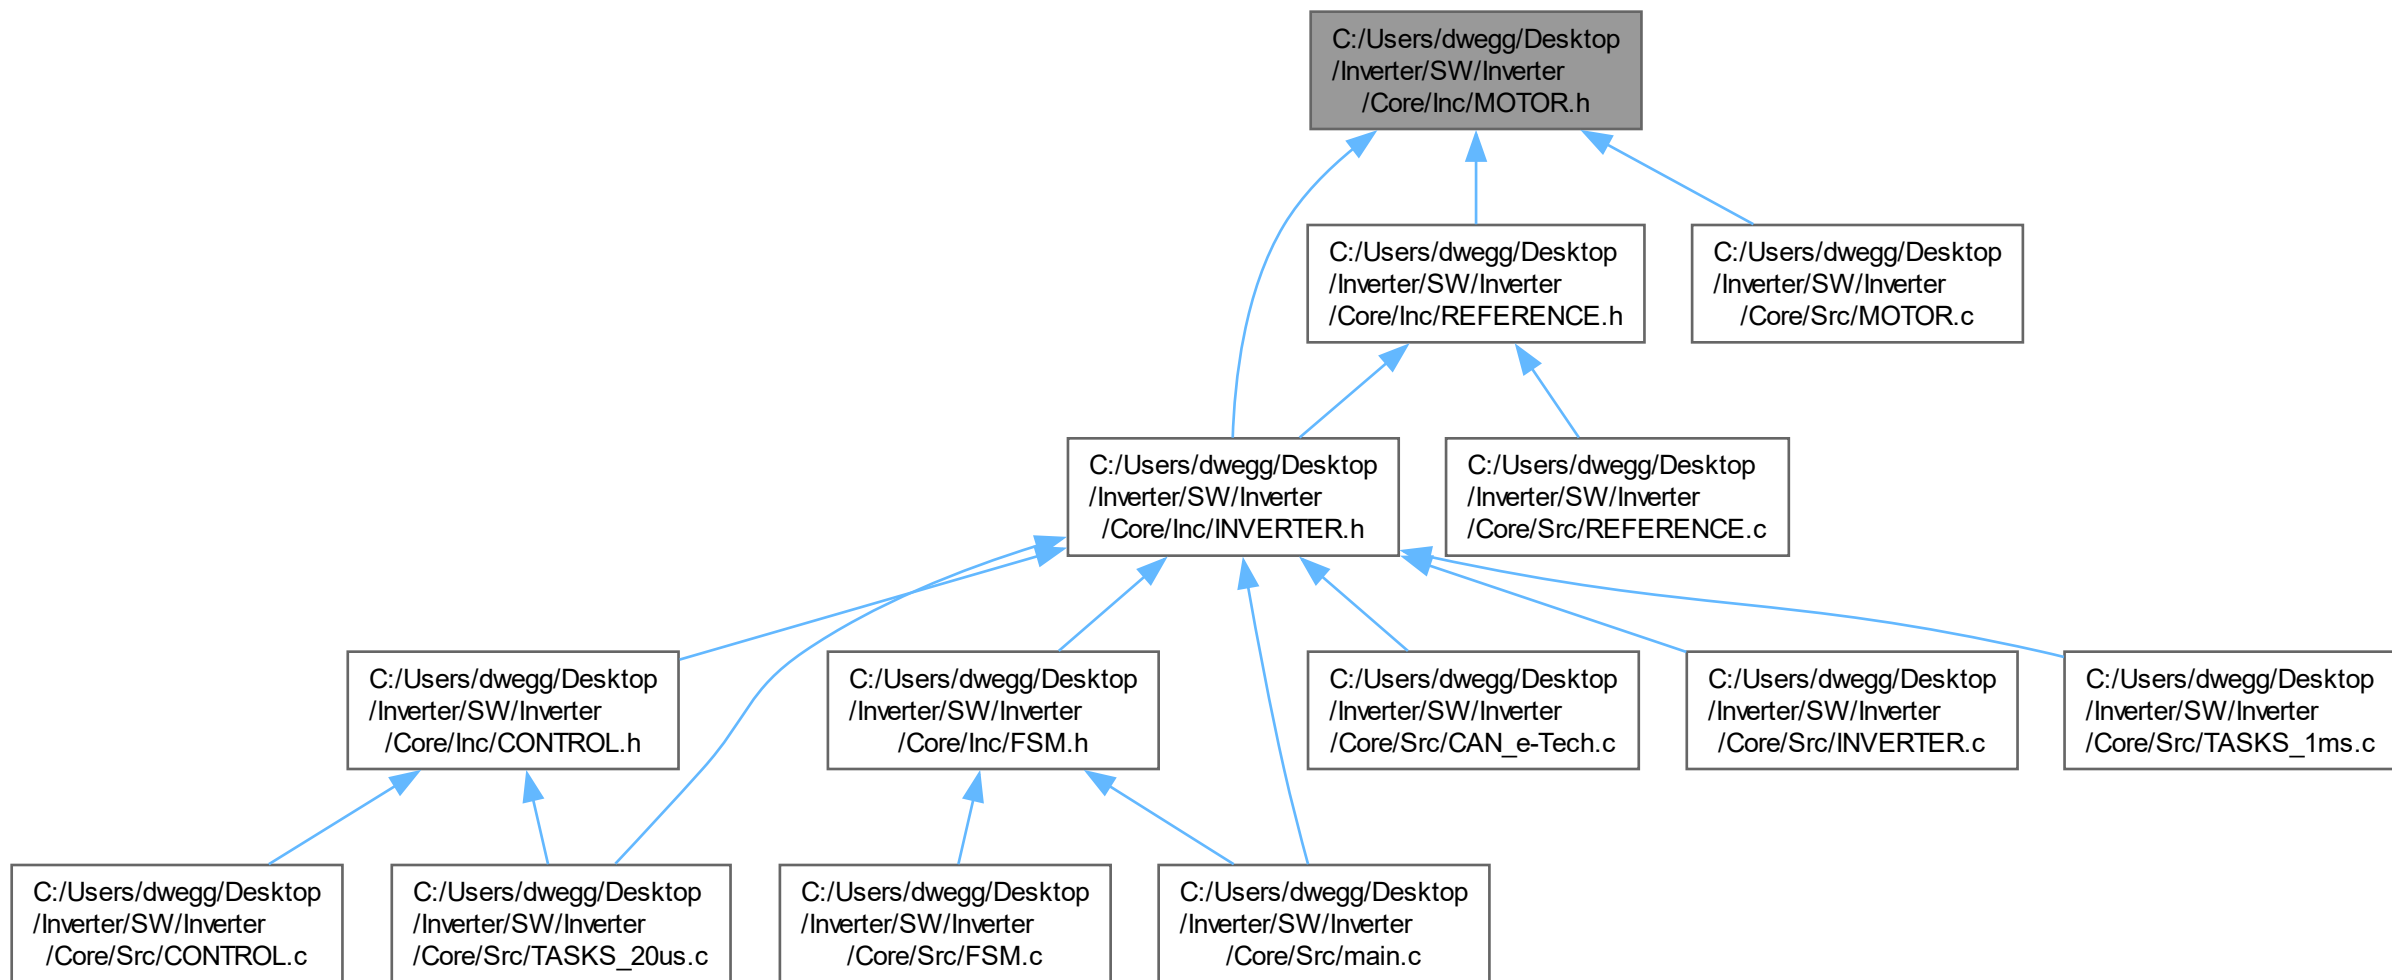 C:/Users/dwegg/Desktop
/Inverter/SW/Inverter
/Core/Inc/MOTOR.h
C:/Users/dwegg/Desktop
/Inverter/SW/Inverter
/Core/Inc/REFERENCE.h
C:/Users/dwegg/Desktop
/Inverter/SW/Inverter
/Core/Src/MOTOR.c
C:/Users/dwegg/Desktop
/Inverter/SW/Inverter
/Core/Inc/INVERTER.h
C:/Users/dwegg/Desktop
/Inverter/SW/Inverter
/Core/Src/REFERENCE.c
C:/Users/dwegg/Desktop
/Inverter/SW/Inverter
/Core/Inc/CONTROL.h
C:/Users/dwegg/Desktop
/Inverter/SW/Inverter
/Core/Inc/FSM.h
C:/Users/dwegg/Desktop
/Inverter/SW/Inverter
/Core/Src/CAN_e-Tech.c
C:/Users/dwegg/Desktop
/Inverter/SW/Inverter
/Core/Src/INVERTER.c
C:/Users/dwegg/Desktop
/Inverter/SW/Inverter
/Core/Src/TASKS_1ms.c
C:/Users/dwegg/Desktop
/Inverter/SW/Inverter
/Core/Src/CONTROL.c
C:/Users/dwegg/Desktop
/Inverter/SW/Inverter
/Core/Src/TASKS_20us.c
C:/Users/dwegg/Desktop
/Inverter/SW/Inverter
/Core/Src/FSM.c
C:/Users/dwegg/Desktop
/Inverter/SW/Inverter
/Core/Src/main.c